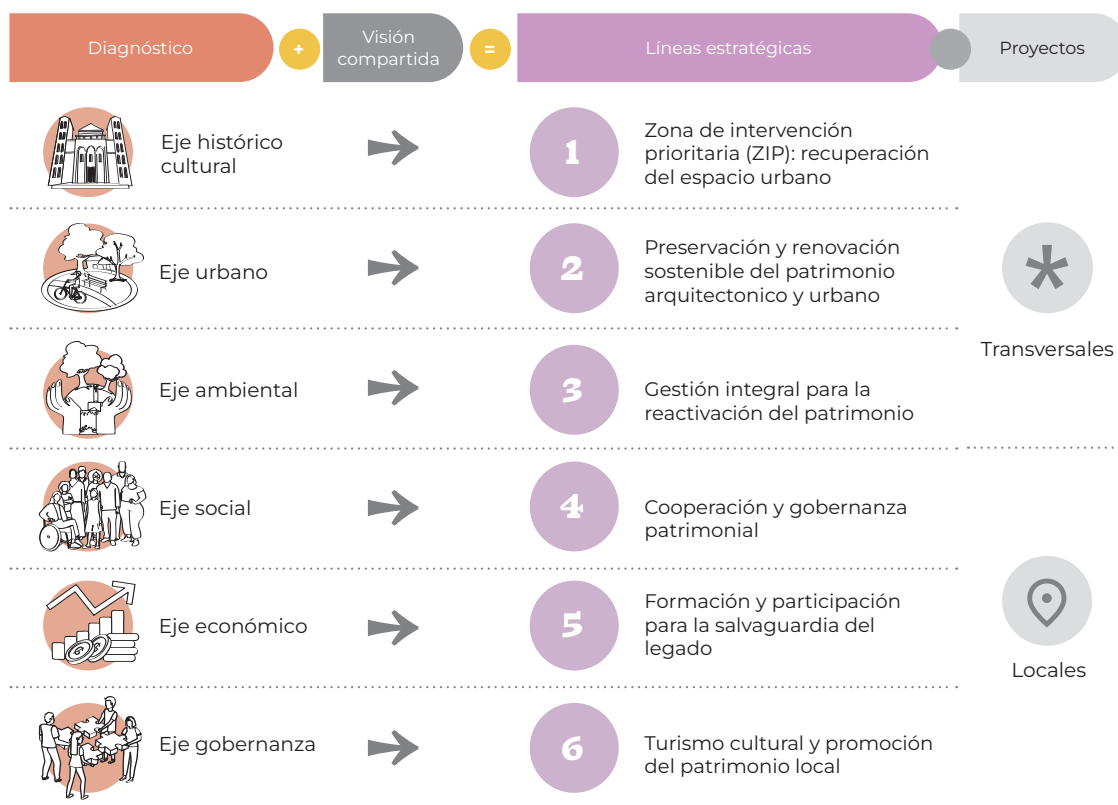 Diagnóstico
+
Visión
compartida
=
Líneas estratégicas
Proyectos
Eje histórico
cultural
1
Zona de intervención
prioritaria (ZIP): recuperación
del espacio urbano
Eje urbano
2
Preservación y renovación
sostenible del patrimonio
arquitectonico y urbano
Transversales
Eje ambiental
3
Gestión integral para la
reactivación del patrimonio
Eje social
4
Cooperación y gobernanza
patrimonial
Eje económico
5
Formación y participación
para la salvaguardia del
legado
Locales
Eje gobernanza
6
Turismo cultural y promoción
del patrimonio local